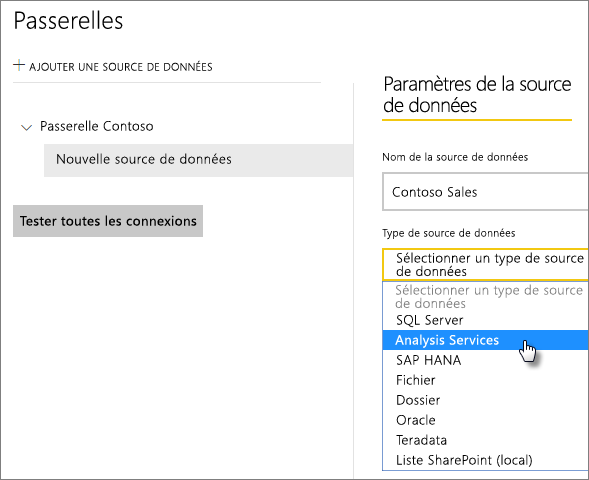 Passerelles
+ AJOUTER UNE SOURCE DE DONNÉES
Passerelle Contoso
Nouvelle source de données
Tester toutes les connexions
Paramètres de la source
de données
Nom de la source de données
Contoso Sales
Type de source de données
Sélectionner un type de source
de données
Sélectionner un type de source
de données
SQL Server
Analysis Services
SAP HANA
Fichier
Dossier
Oracle
Teradata
Liste SharePoint (local)